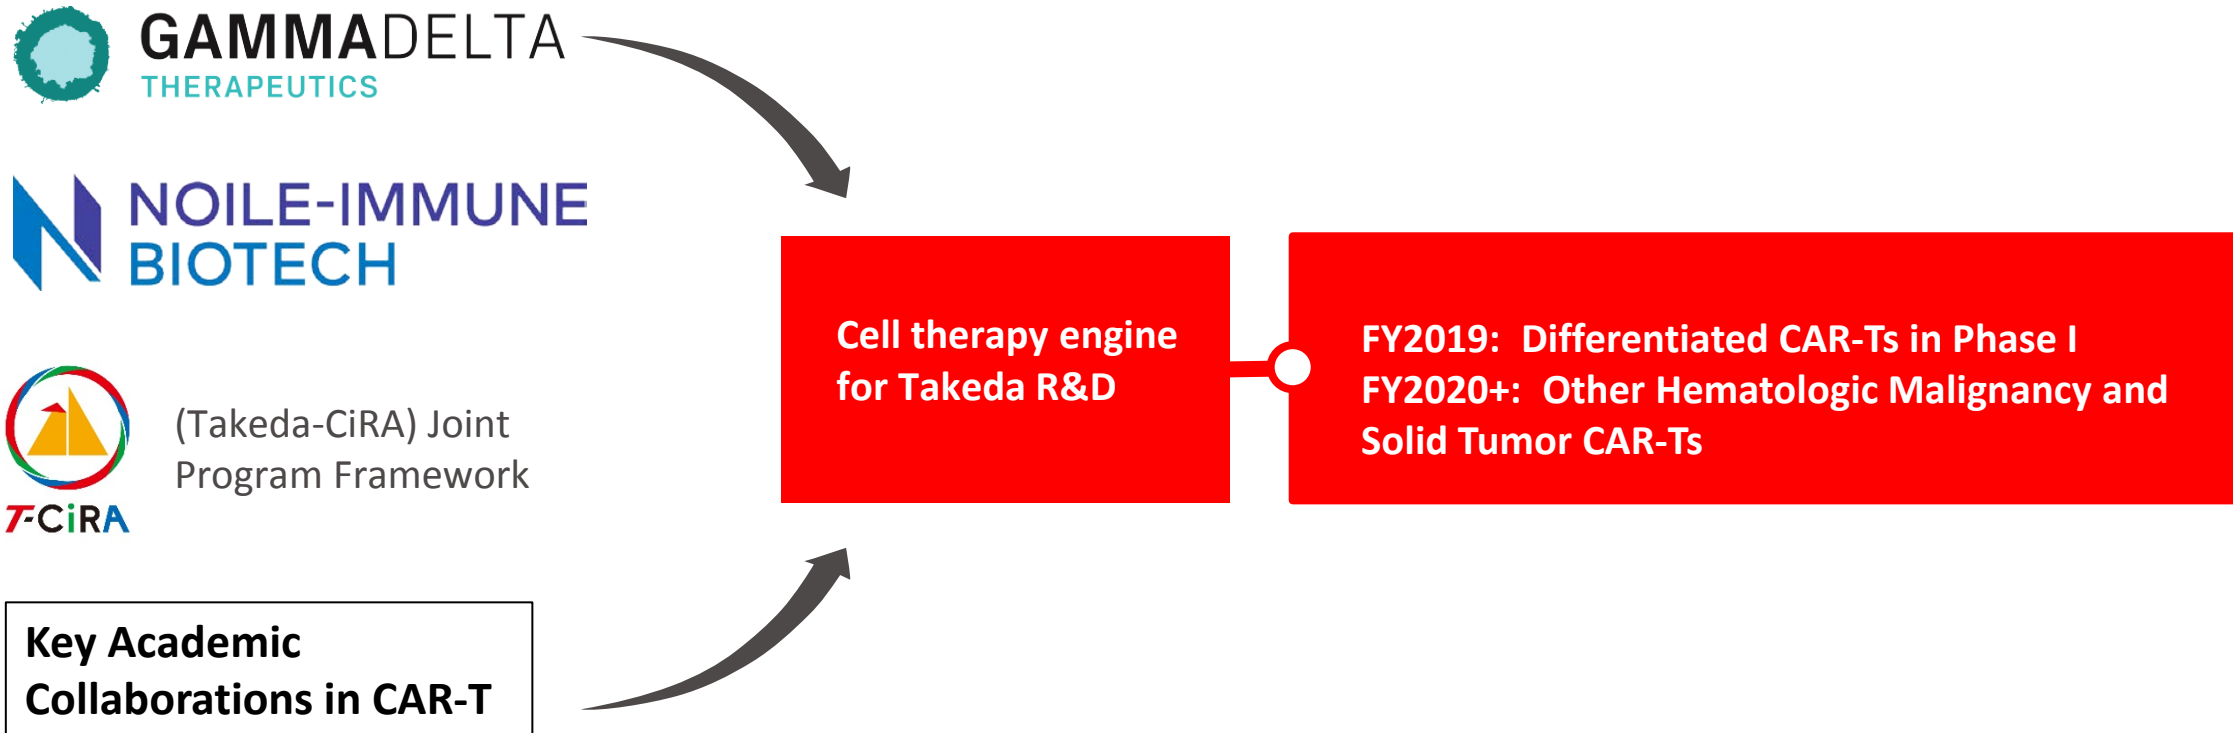 GAMMADELTA
THERAPEUTICS
NOILE-IMMUNE
BIOTECH
T-CiRA
(Takeda-CiRA) Joint
Program Framework
Key Academic
Collaborations in CAR-T
Cell therapy engine
for Takeda R&D
FY2019:  Differentiated CAR-Ts in Phase I
FY2020+:  Other Hematologic Malignancy and
Solid Tumor CAR-Ts